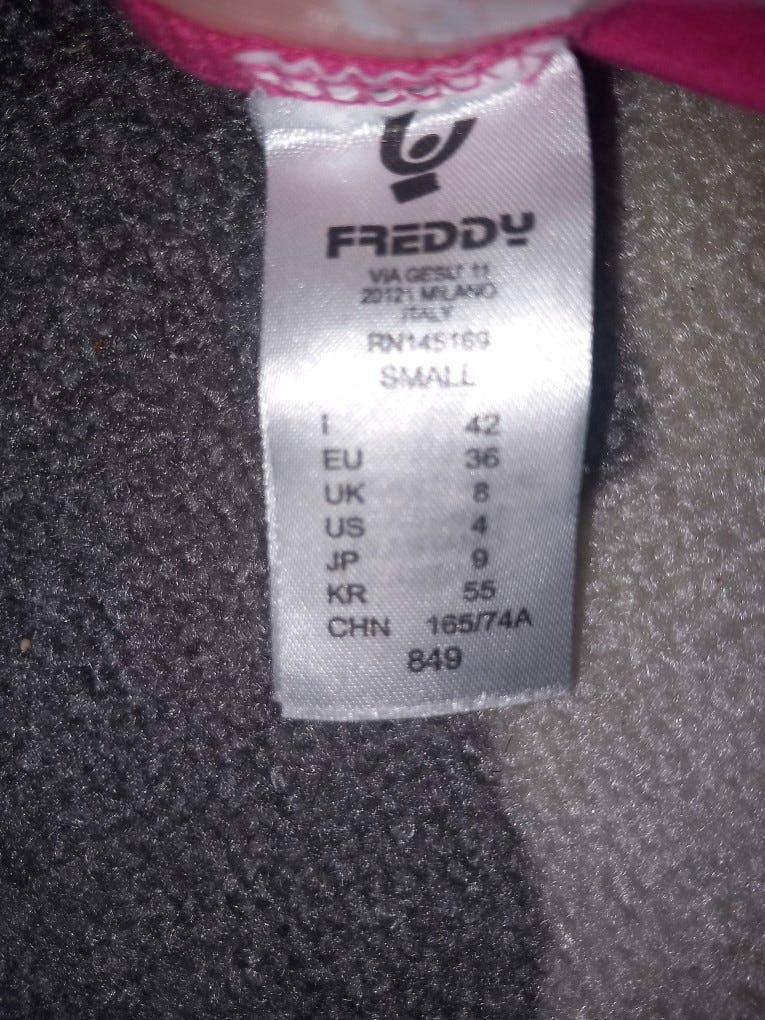 FREDDY
VIA GESU' 11
20121 MILANO
ITALY
RN145169
SMALL
I 42
EU 36
UK 8
US 4
JP 9
KR 55
CHN 165/74A
849